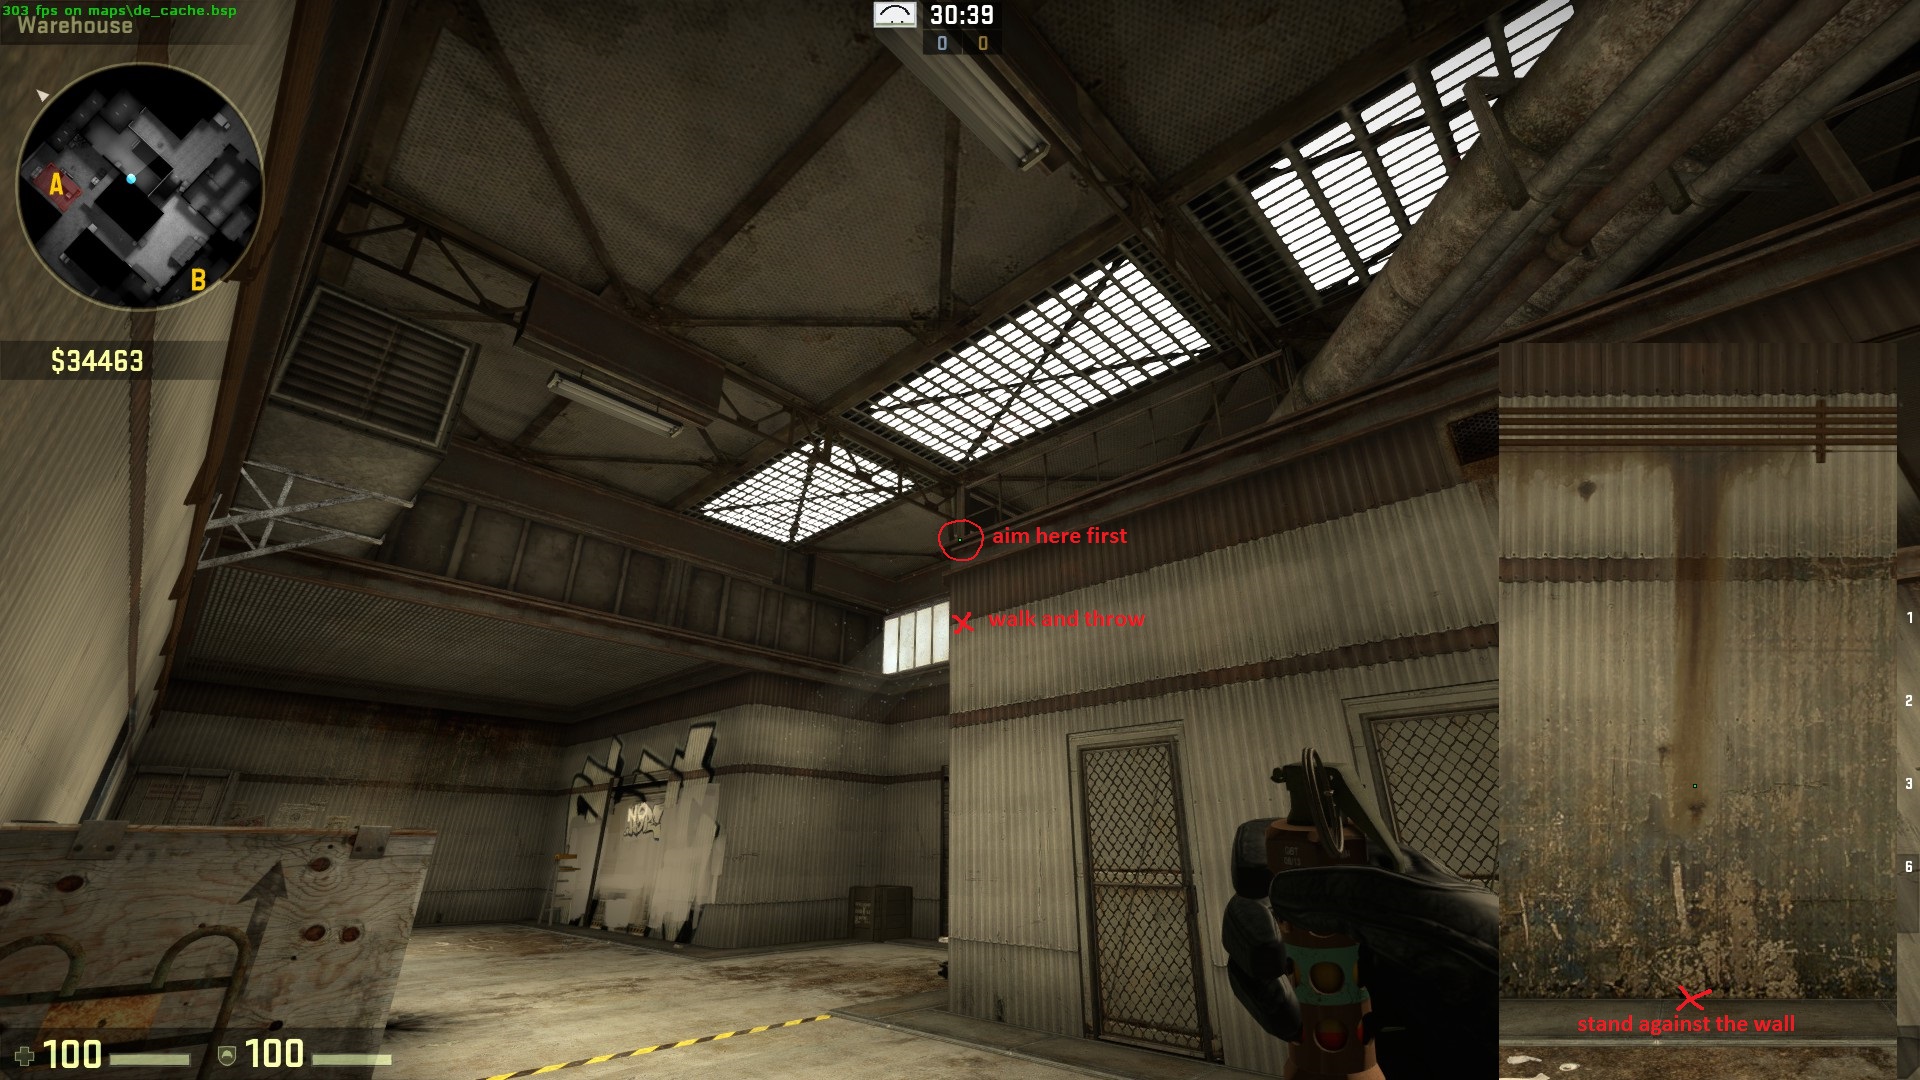 303 fps on maps\de_cache.bsp
Warehouse
30:39
0 0
A
B
$34463
aim here first
walk and throw
1
2
3
6
stand against the wall
100 100